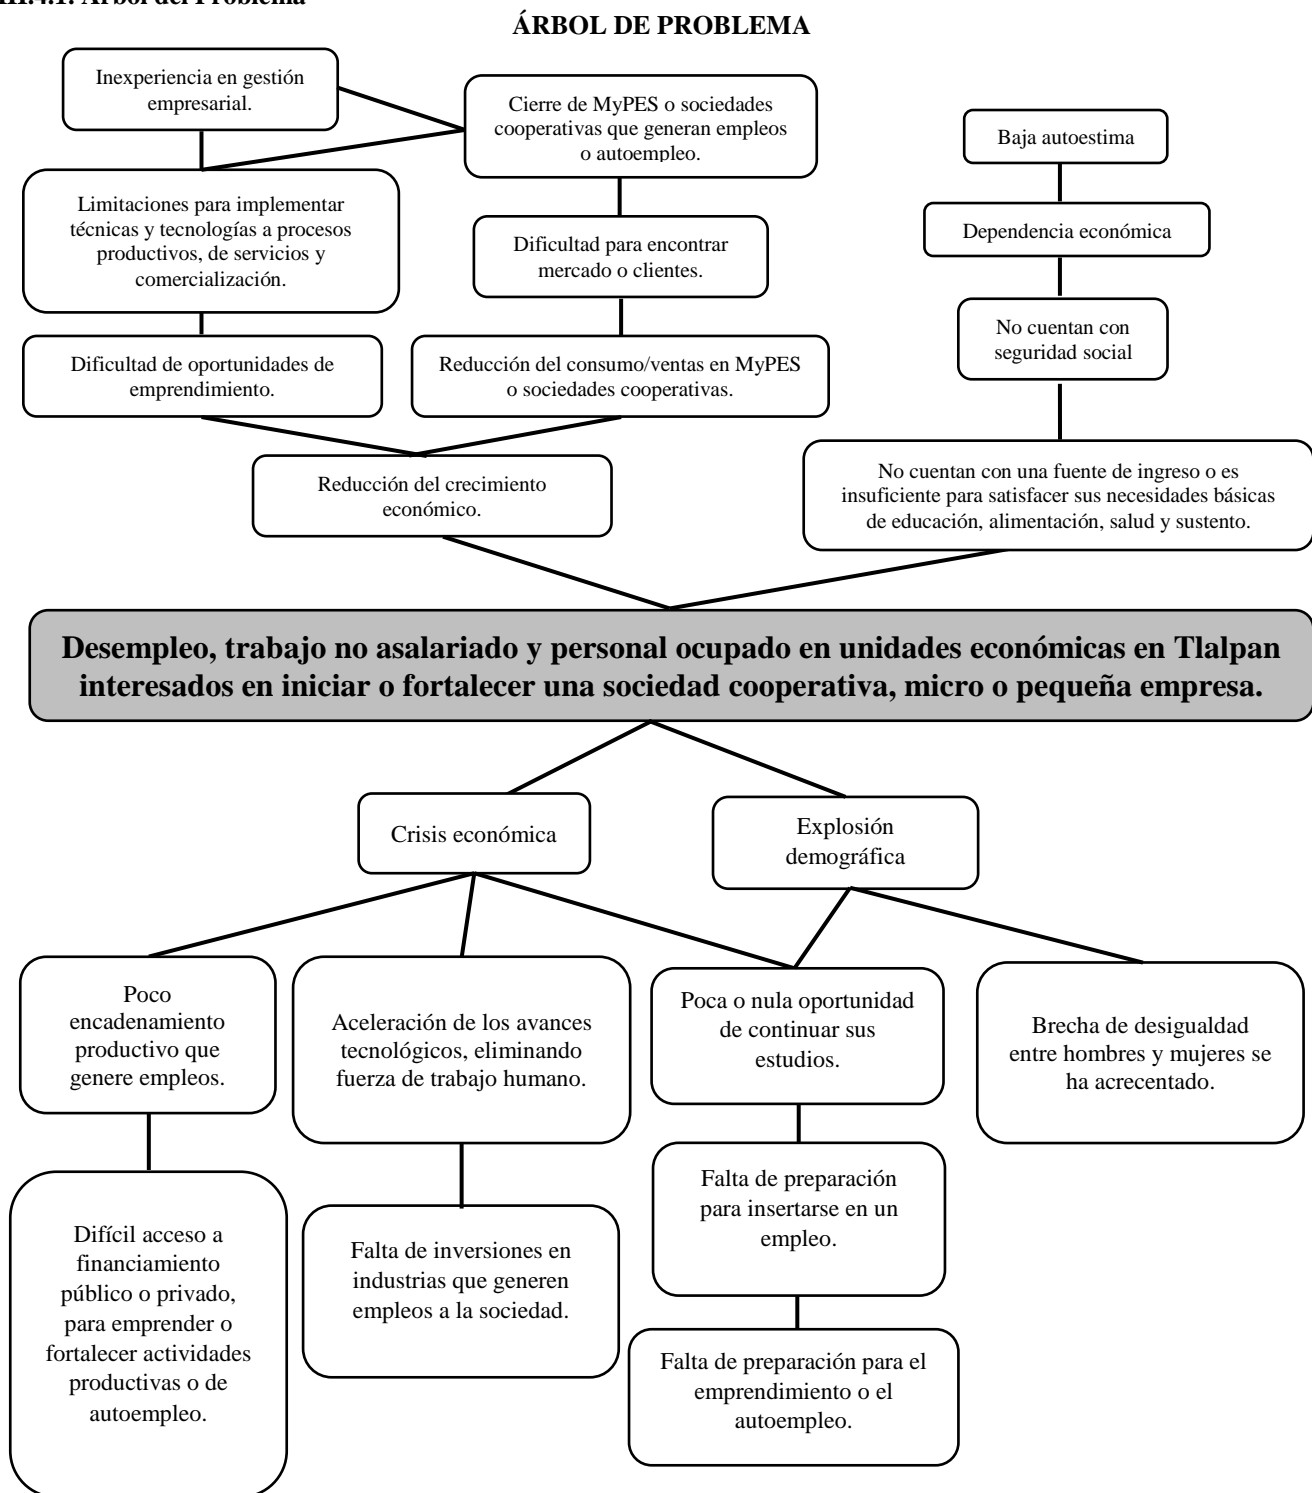 III.4.1. Árbol del Problema
ÁRBOL DE PROBLEMA
Inexperiencia en gestión
empresarial.
Cierre de MyPES o sociedades
cooperativas que generan empleos
o autoempleo.
Baja autoestima
Limitaciones para implementar
técnicas y tecnologías a procesos
productivos, de servicios y
comercialización.
Dificultad para encontrar
mercado o clientes.
Dependencia económica
No cuentan con
seguridad social
Dificultad de oportunidades de
emprendimiento.
Reducción del consumo/ventas en MyPES
o sociedades cooperativas.
Reducción del crecimiento
económico.
No cuentan con una fuente de ingreso o es
insuficiente para satisfacer sus necesidades básicas
de educación, alimentación, salud y sustento.
Desempleo, trabajo no asalariado y personal ocupado en unidades económicas en Tlalpan
interesados en iniciar o fortalecer una sociedad cooperativa, micro o pequeña empresa.
Crisis económica
Explosión
demográfica
Poco
encadenamiento
productivo que
genere empleos.
Aceleración de los avances
tecnológicos, eliminando
fuerza de trabajo humano.
Poca o nula oportunidad
de continuar sus
estudios.
Brecha de desigualdad
entre hombres y mujeres se
ha acrecentado.
Difícil acceso a
financiamiento
público o privado,
para emprender o
fortalecer actividades
productivas o de
autoempleo.
Falta de inversiones en
industrias que generen
empleos a la sociedad.
Falta de preparación
para insertarse en un
empleo.
Falta de preparación para el
emprendimiento o el
autoempleo.